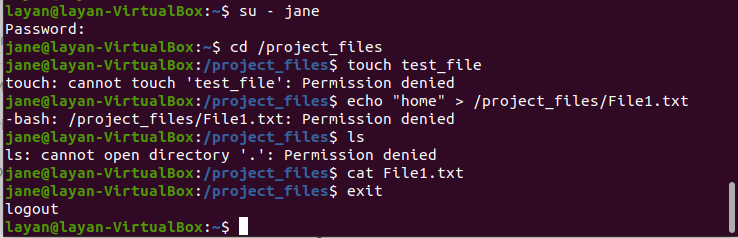 layan@layan-VirtualBox:~$ su - jane
Password:
jane@layan-VirtualBox:~$ cd /project_files
jane@layan-VirtualBox:/project_files$ touch test_file
touch: cannot touch 'test_file': Permission denied
jane@layan-VirtualBox:/project_files$ echo "home" > /project_files/File1.txt
-bash: /project_files/File1.txt: Permission denied
jane@layan-VirtualBox:/project_files$ ls
ls: cannot open directory '.': Permission denied
jane@layan-VirtualBox:/project_files$ cat File1.txt
jane@layan-VirtualBox:/project_files$ exit
logout
layan@layan-VirtualBox:~$